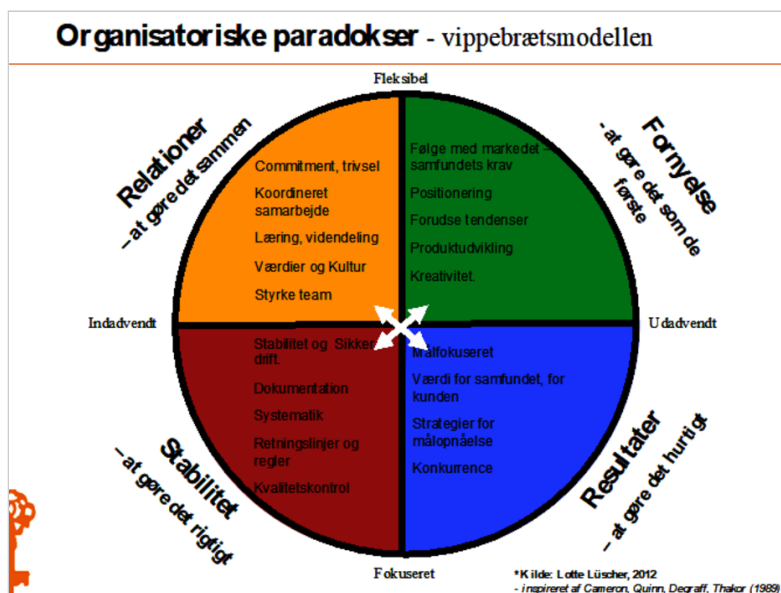 Organisatoriske paradokser - vippebrætsmodellen
Fleksibel
Relationer
– at gøre det sammen
Commitment, trivsel
Koordineret
samarbejde
Læring, videndeling
Værdier og Kultur
Styrke team
Fornyelse
– at gøre det som de
første
Følge med markedet –
samfundets krav
Positionering
Forudse tendenser
Produktudvikling
Kreativitet.
Indadvendt
Udadvendt
Stabilitet og Sikker
drift.
Dokumentation
Systematik
Retningslinjer og
regler
Kvalitetskontrol
Stabilitet
– at gøre det rigtigt
Målfokuseret
Værdi for samfundet, for
kunden
Strategier for
målopnåelse
Konkurrence
Resultater
– at gøre det hurtigt
Fokuseret
*Kilde: Lotte Lüscher, 2012
- inspireret af Cameron, Quinn, Degraff, Thakor (1989)